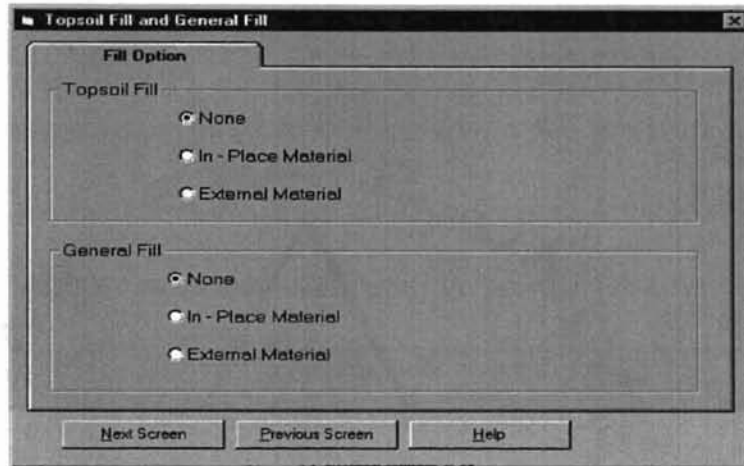 Topsoil Fill and General Fill
Fill Option
Topsoil Fill
None
In - Place Material
External Material
General Fill
None
In - Place Material
External Material
Next Screen Previous Screen Help